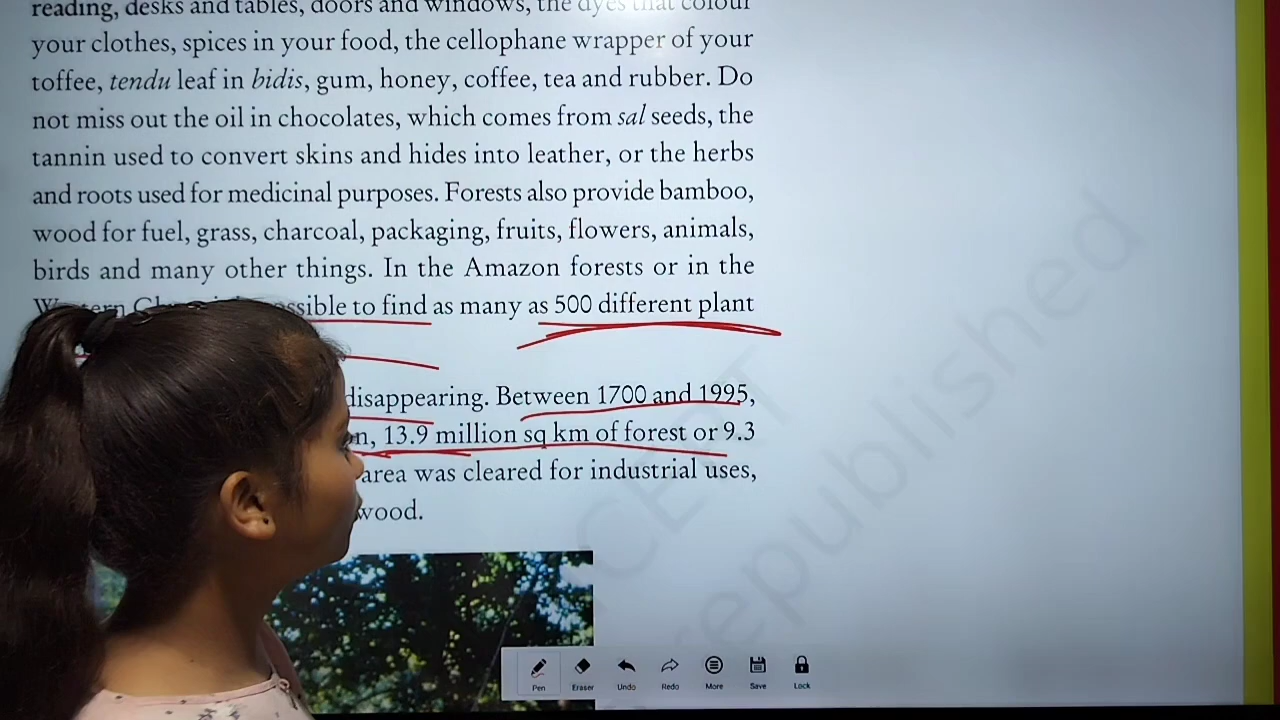 reading, desks and tables, doors and windows, the dyes that colour
your clothes, spices in your food, the cellophane wrapper of your
toffee, tendu leaf in bidis, gum, honey, coffee, tea and rubber. Do
not miss out the oil in chocolates, which comes from sal seeds, the
tannin used to convert skins and hides into leather, or the herbs
and roots used for medicinal purposes. Forests also provide bamboo,
wood for fuel, grass, charcoal, packaging, fruits, flowers, animals,
birds and many other things. In the Amazon forests or in the
to find as many as 500 different plant
disappearing. Between 1700 and 1995,
13.9 million sq km of forest or 9.3
area was cleared for industrial uses,
wood.
republished
Pen Eraser Undo Redo More Save Lock